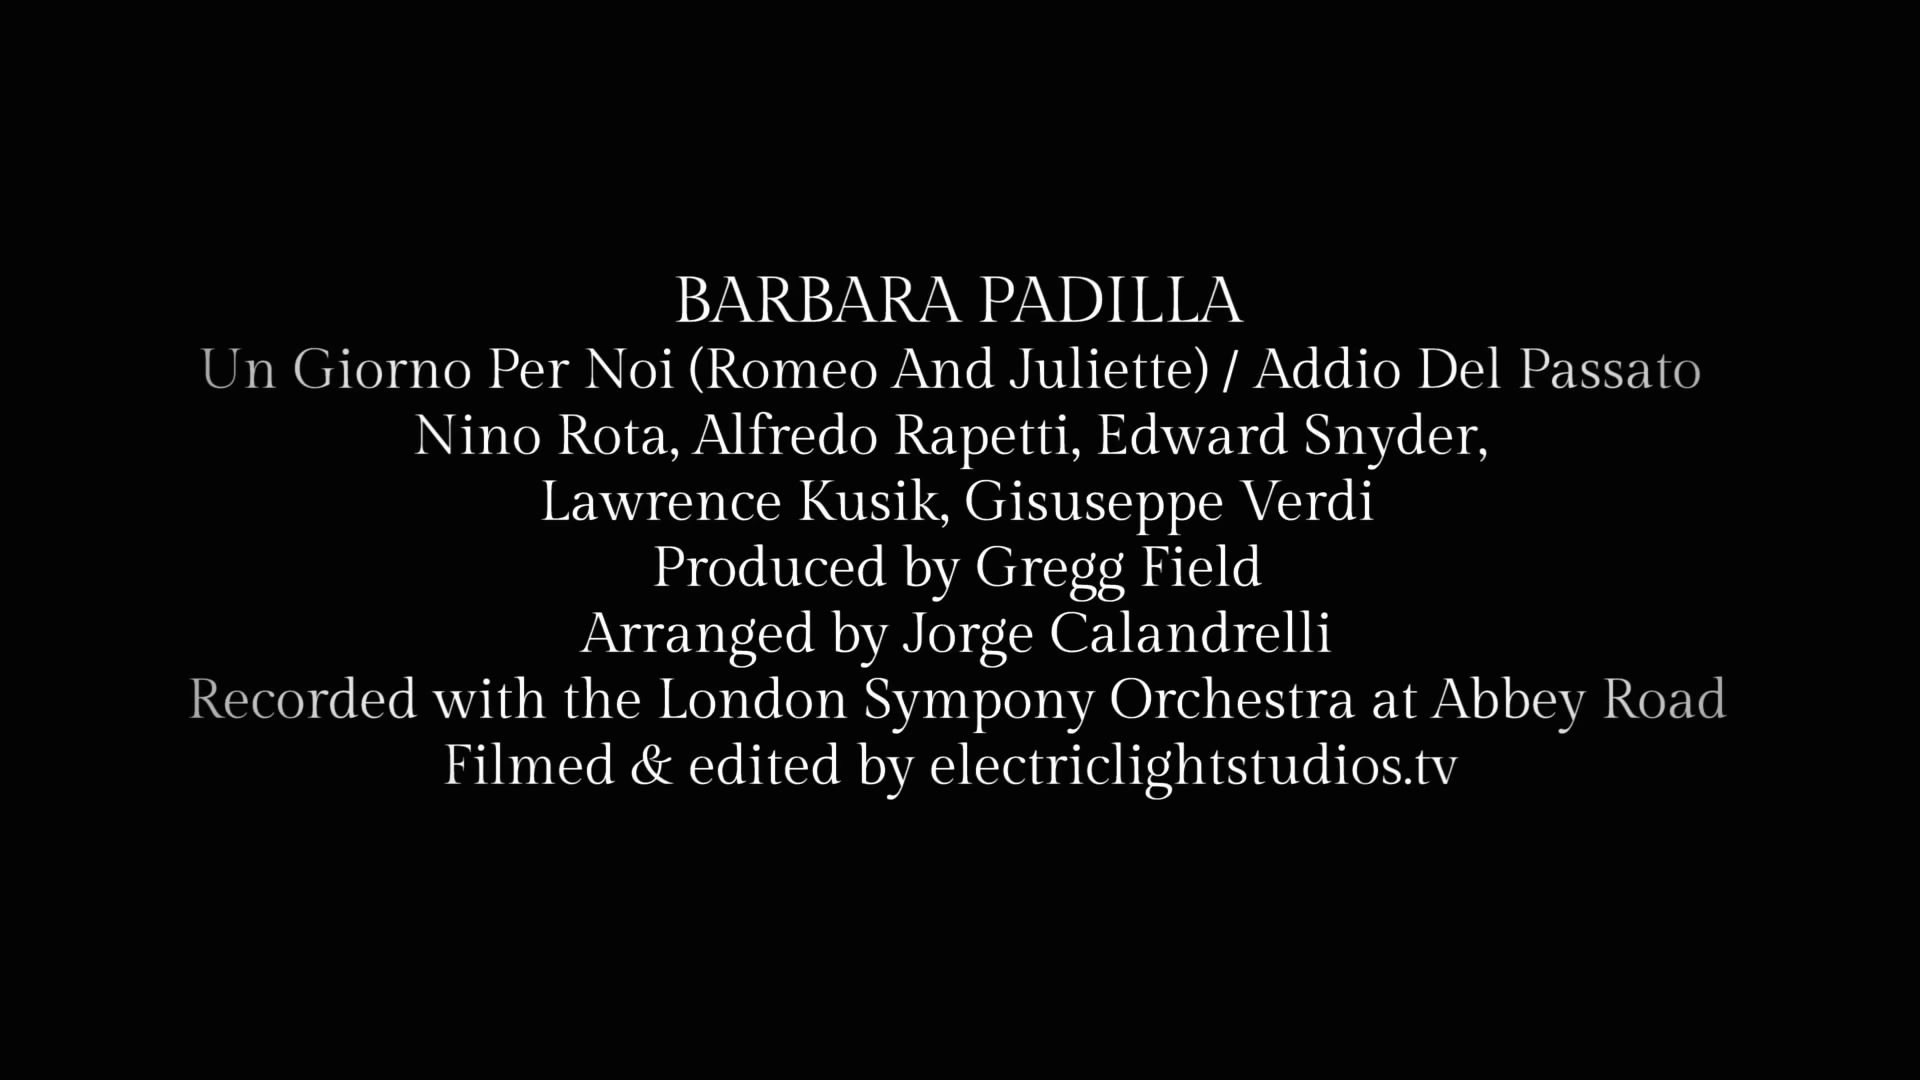 BARBARA PADILLA
Un Giorno Per Noi (Romeo And Juliette) / Addio Del Passato
Nino Rota, Alfredo Rapetti, Edward Snyder,
Lawrence Kusik, Gisuseppe Verdi
Produced by Gregg Field
Arranged by Jorge Calandrelli
Recorded with the London Sympony Orchestra at Abbey Road
Filmed & edited by electriclightstudios.tv